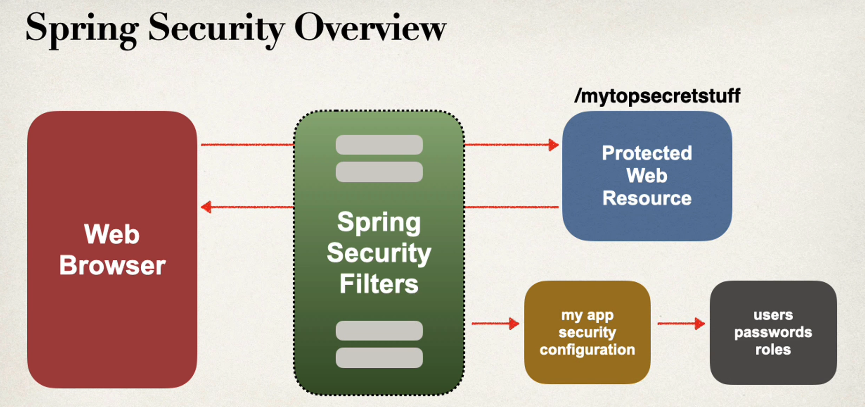 Spring Security Overview
/mytopsecretstuff
Web
Browser
Spring
Security
Filters
Protected
Web
Resource
my app
security
configuration
users
passwords
roles